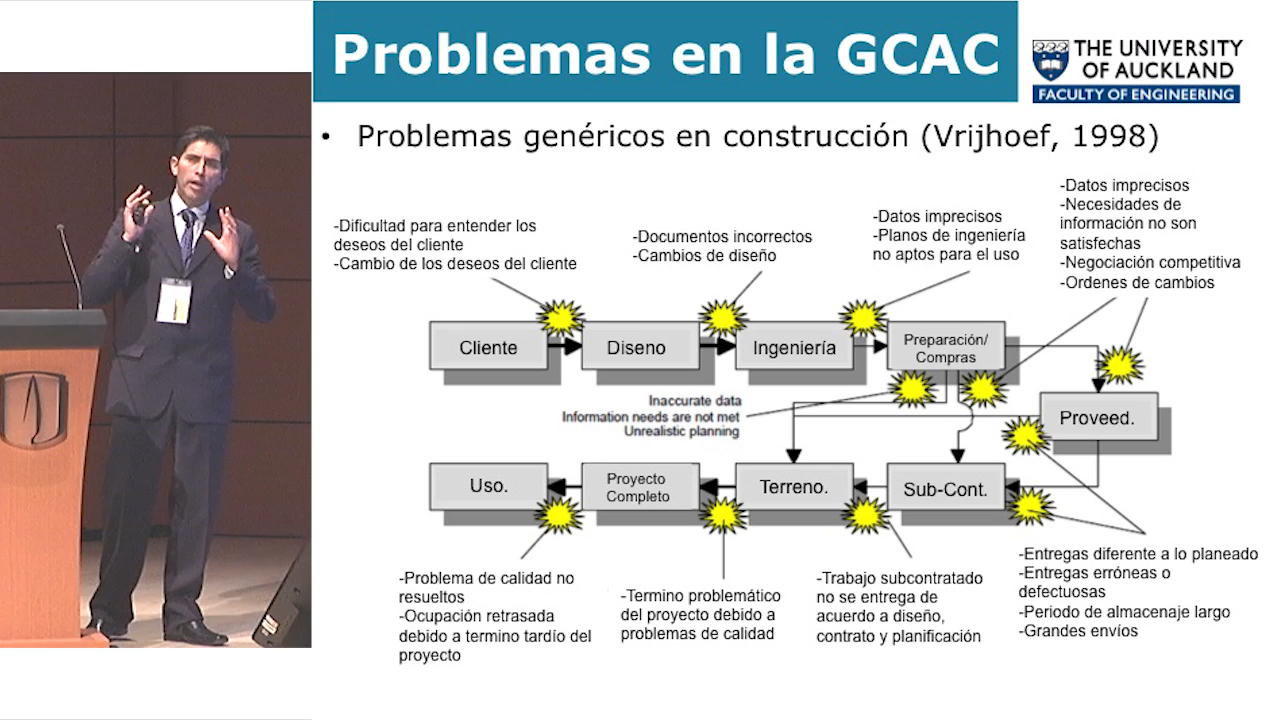 Problemas en la GCAC
THE UNIVERSITY
OF AUCKLAND
FACULTY OF ENGINEERING
• Problemas genéricos en construcción (Vrijhoef, 1998)
-Dificultad para entender los
deseos del cliente
-Cambio de los deseos del cliente
-Documentos incorrectos
-Cambios de diseño
-Datos imprecisos
-Planos de ingeniería
no aptos para el uso
-Datos imprecisos
-Necesidades de
información no son
satisfechas
-Negociación competitiva
-Ordenes de cambios
Cliente
Diseno
Ingeniería
Preparación/
Compras
Inaccurate data
Information needs are not met
Unrealistic planning
Proveed.
Uso.
Proyecto
Completo
Terreno.
Sub-Cont.
-Problema de calidad no
resueltos
-Ocupación retrasada
debido a termino tardío del
proyecto
-Termino problemático
del proyecto debido a
problemas de calidad
-Trabajo subcontratado
no se entrega de
acuerdo a diseño,
contrato y planificación
-Entregas diferente a lo planeado
-Entregas erróneas o
defectuosas
-Periodo de almacenaje largo
-Grandes envíos